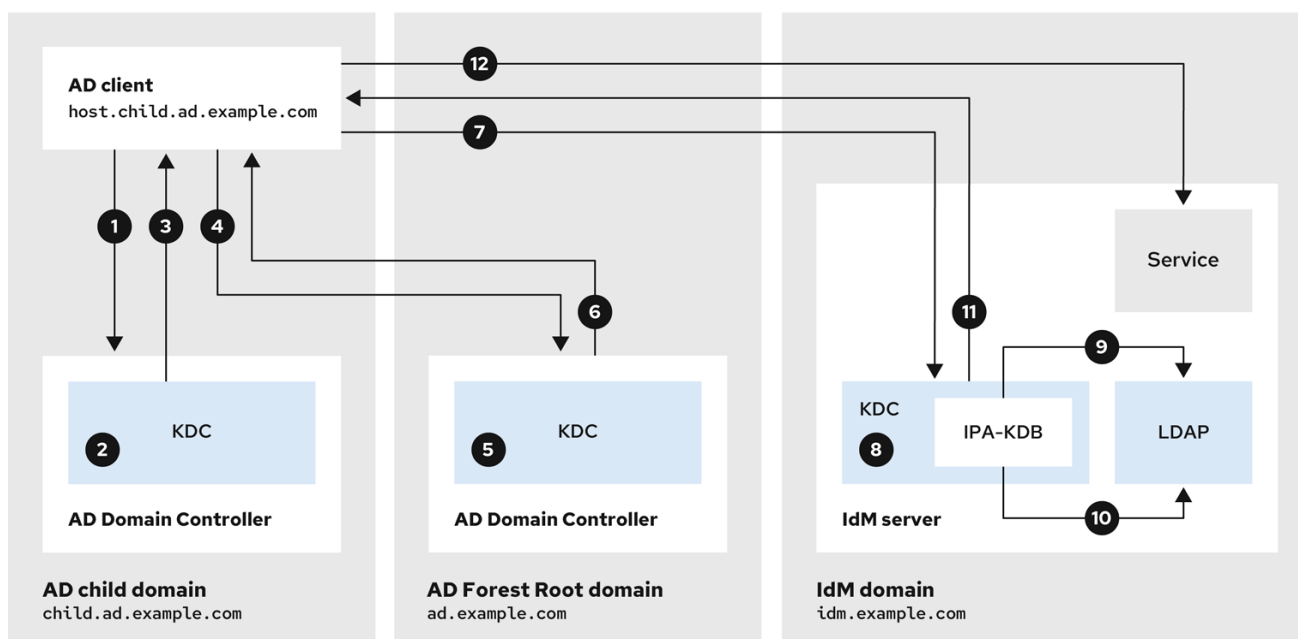 12
AD client
host.child.ad.example.com
7
1
3
4
Service
6
11
9
KDC
2
KDC
5
KDC
8
IPA-KDB
LDAP
AD Domain Controller
AD Domain Controller
IdM server
10
AD child domain
child.ad.example.com
AD Forest Root domain
ad.example.com
IdM domain
idm.example.com